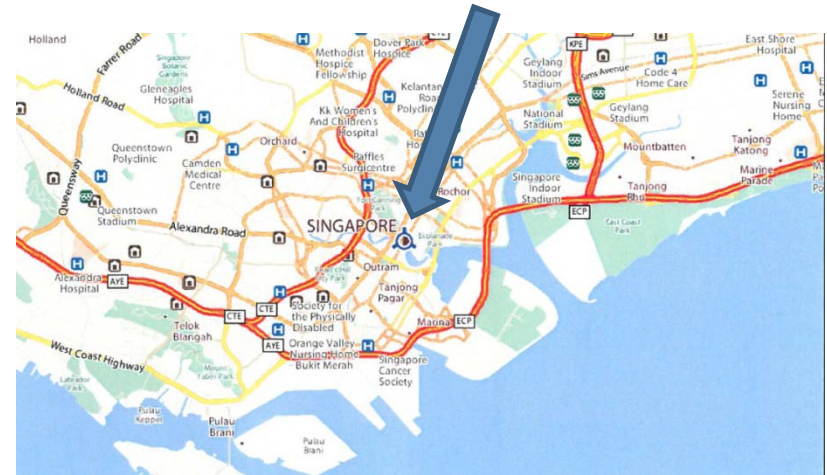 Holland
Farrer Road
Singapore
Botanic
Gardens
Gleneagles
Hospital
Holland Road
Methodist
Hospice
Fellowship
Dover Park
Hospice
CTE
Kelantan
Road
Polyclinic
Kk Women's
And Children's
Hospital
Geylang
Indoor
Stadium
KPE
Sims Avenue
Code 4
Home Care
East Shore
Hospital
Serene
Nursing
Home
National
Stadium
Geylang
Stadium
Queenstown
Polyclinic
Orchard
Camden
Medical
Centre
Raffles
Surgicentre
Fort Canning
Park
Rochor
Mountbatten
Tanjong
Katong
Marine
Parade
Queensway
Queenstown
Stadium
Alexandra Road
SINGAPORE
Esplanade
Park
Singapore
Indoor
Stadium
ECP
Tanjong
Rhu
East Coast
Park
Alexandra
Hospital
AYE
Outram
Tanjong
Pagar
CTE
CTE
Society for
the Physically
Disabled
Telok
Blangah
AYE
Orange Valley
Nursing Home
- Bukit Merah
Marina
ECP
Singapore
Cancer
Society
West Coast Highway
Labrador
Park
Mount
Faber Park
Pulau
Keppel
Pulau
Brani
Pulau
Brani